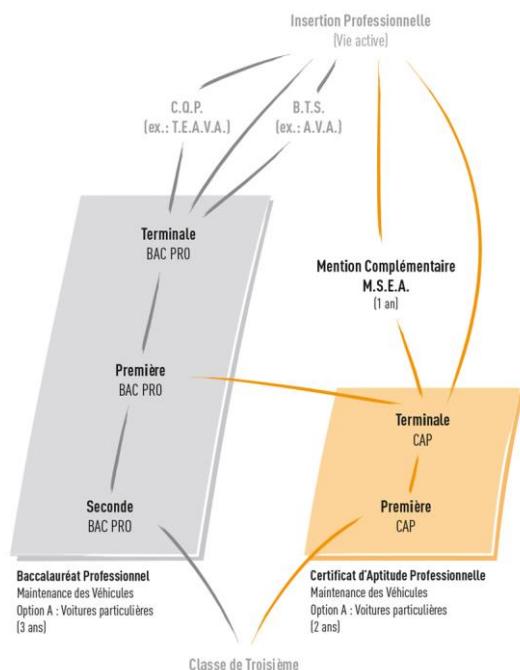 Insertion Professionnelle
(Vie active)
C.Q.P.
(ex.: T.E.A.V.A.)
B.T.S.
(ex.: A.V.A.)
Terminale
BAC PRO
Mention Complémentaire
M.S.E.A.
(1 an)
Première
BAC PRO
Terminale
CAP
Seconde
BAC PRO
Première
CAP
Baccalauréat Professionnel
Maintenance des Véhicules
Option A : Voitures particulières
(3 ans)
Certificat d'Aptitude Professionnelle
Maintenance des Véhicules
Option A : Voitures particulières
(2 ans)
Classe de Troisième